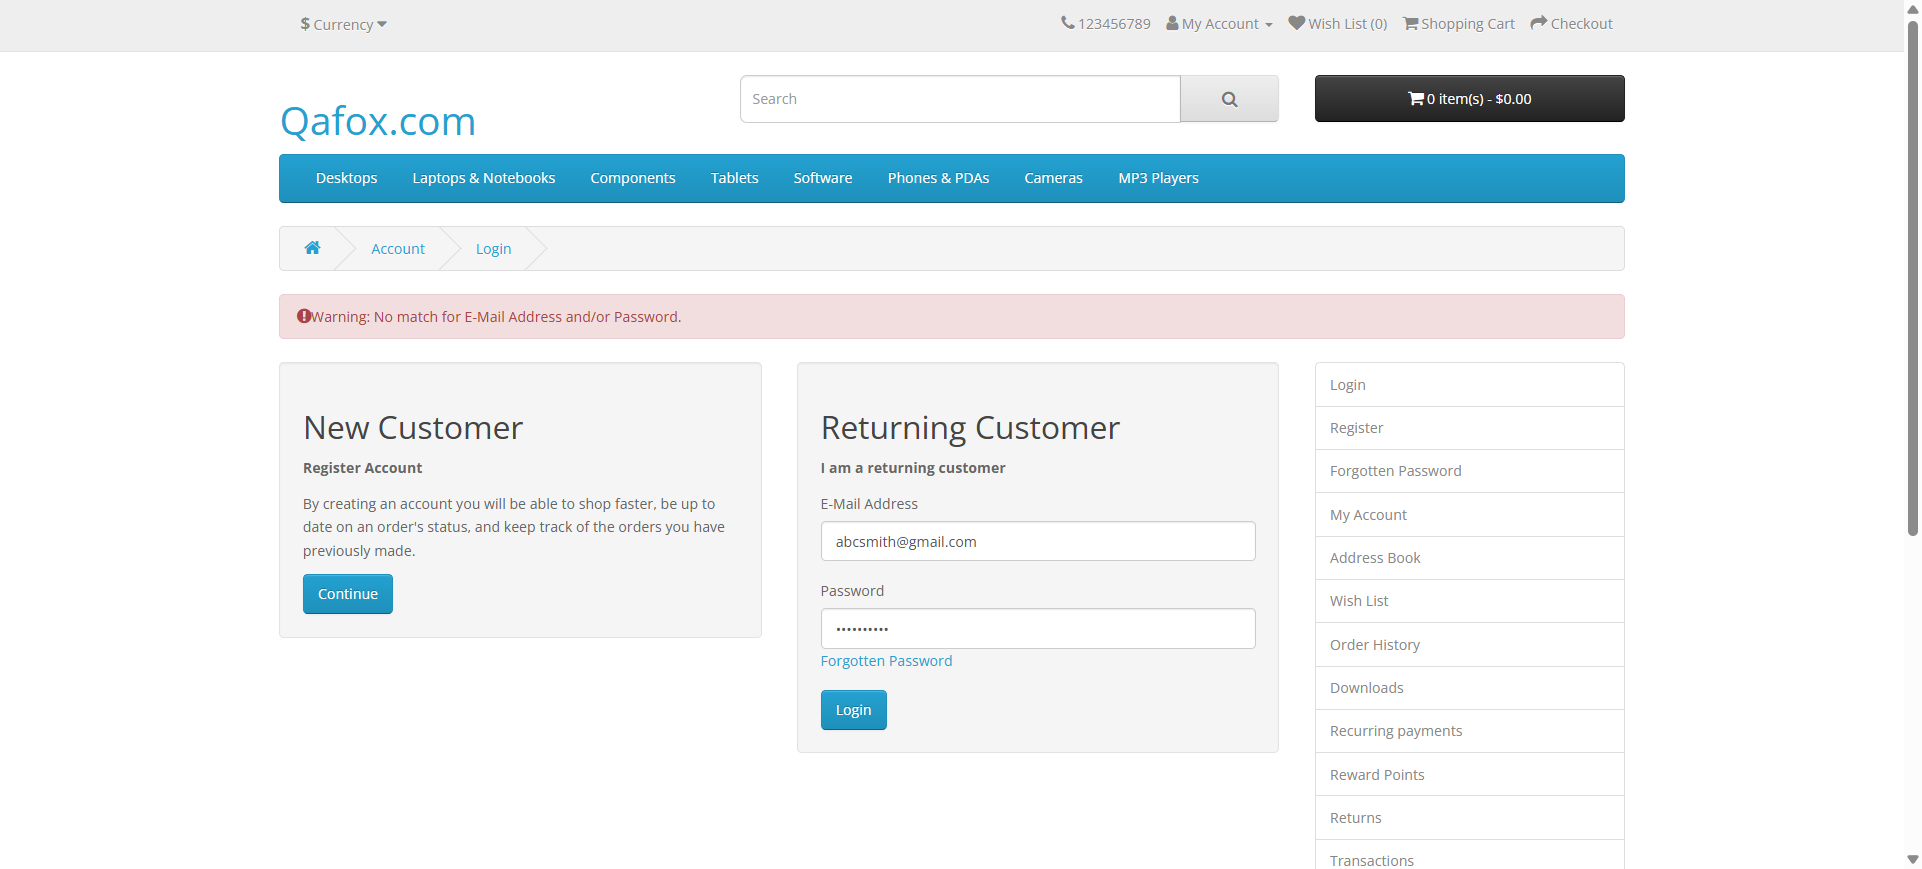 $ Currency
123456789 My Account Wish List (0) Shopping Cart Checkout
Qafox.com
Search
0 item(s) - $0.00
Desktops Laptops & Notebooks Components Tablets Software Phones & PDAs Cameras MP3 Players
Account Login
Warning: No match for E-Mail Address and/or Password.
New Customer
Register Account
By creating an account you will be able to shop faster, be up to
date on an order's status, and keep track of the orders you have
previously made.
Continue
Returning Customer
I am a returning customer
E-Mail Address
abcsmith@gmail.com
Password
••••••••••
Forgotten Password
Login
Login
Register
Forgotten Password
My Account
Address Book
Wish List
Order History
Downloads
Recurring payments
Reward Points
Returns
Transactions